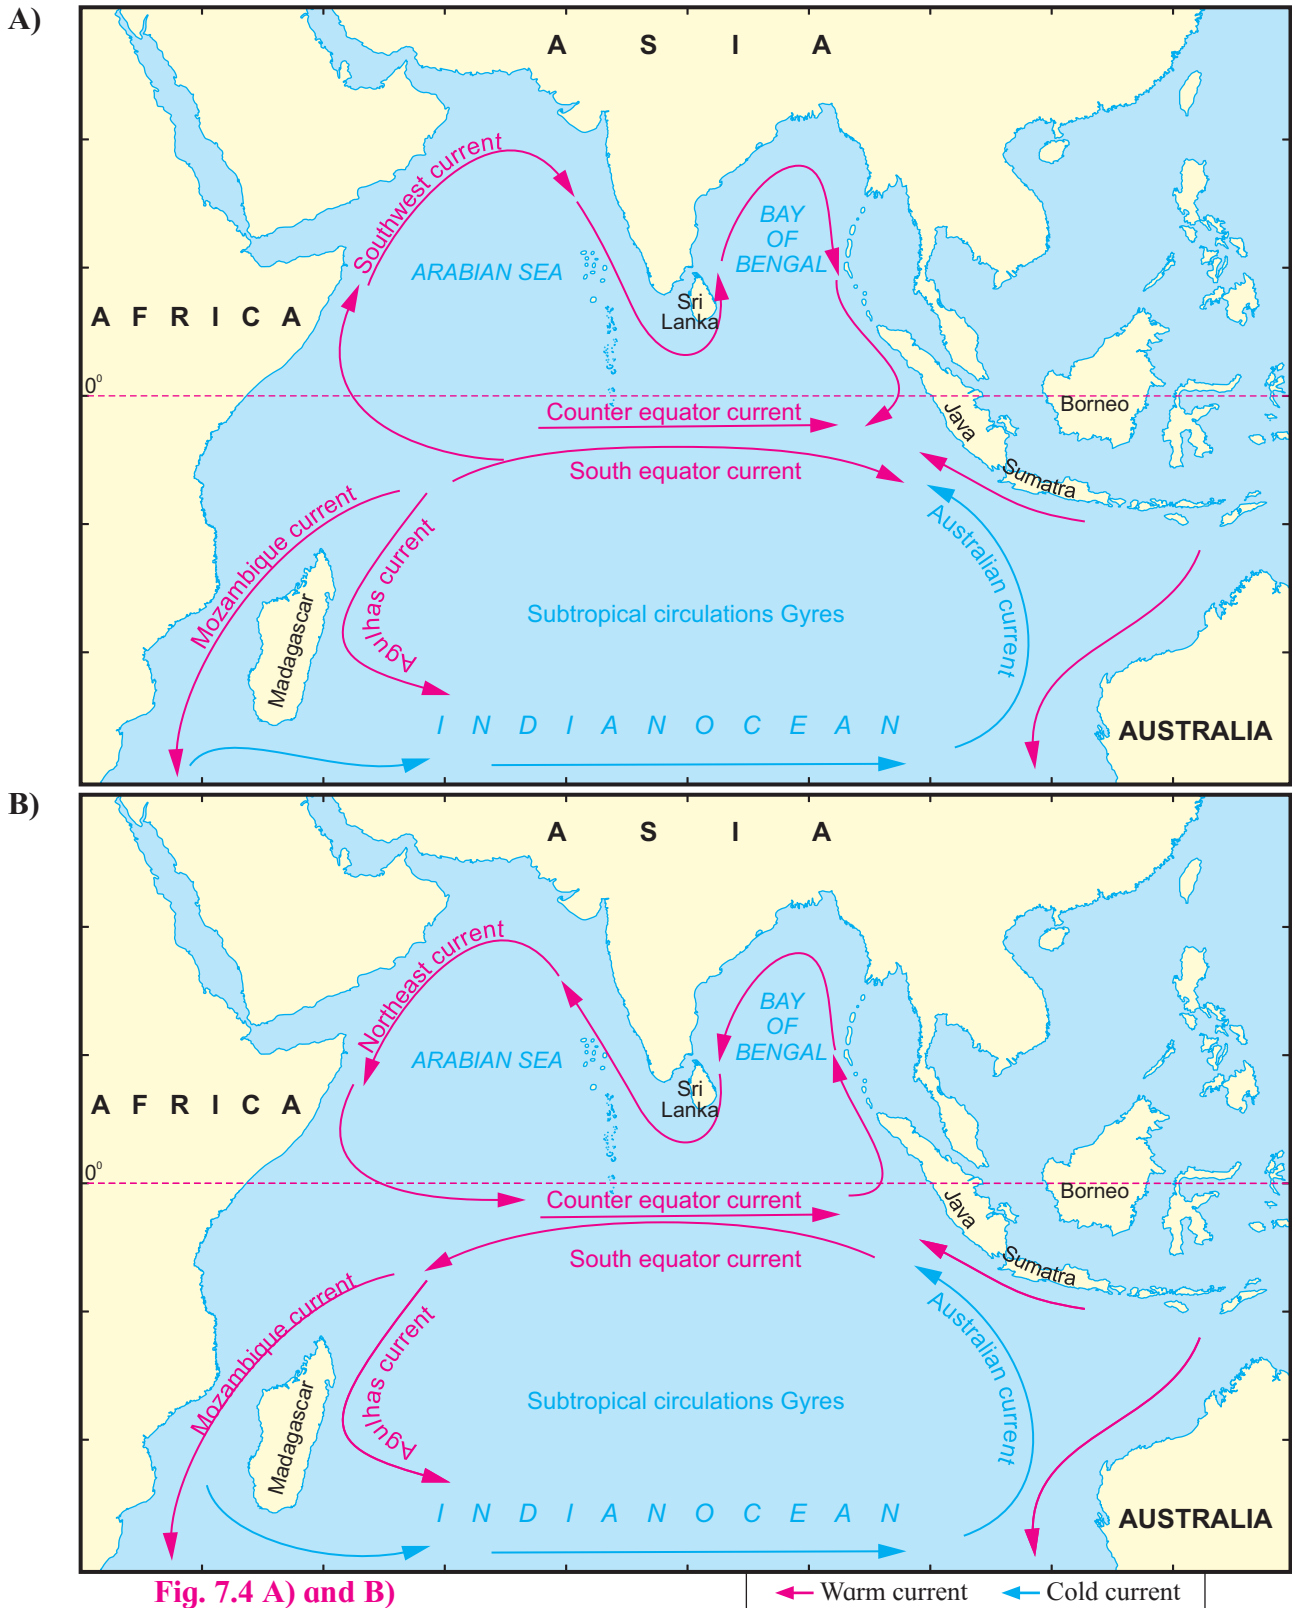 A)
A S I A
Southwest current
ARABIAN SEA
BAY
OF
BENGAL
Sri
Lanka
A F R I C A
0⁰
Counter equator current
South equator current
Java
Borneo
Sumatra
Mozambique current
Agulhas current
Madagascar
Australian current
Subtropical circulations Gyres
I N D I A N O C E A N
AUSTRALIA
B)
A S I A
Northeast current
ARABIAN SEA
BAY
OF
BENGAL
Sri
Lanka
A F R I C A
0⁰
Counter equator current
South equator current
Java
Borneo
Sumatra
Mozambique current
Agulhas current
Madagascar
Australian current
Subtropical circulations Gyres
I N D I A N O C E A N
AUSTRALIA
Fig. 7.4 A) and B)
Warm current
Cold current